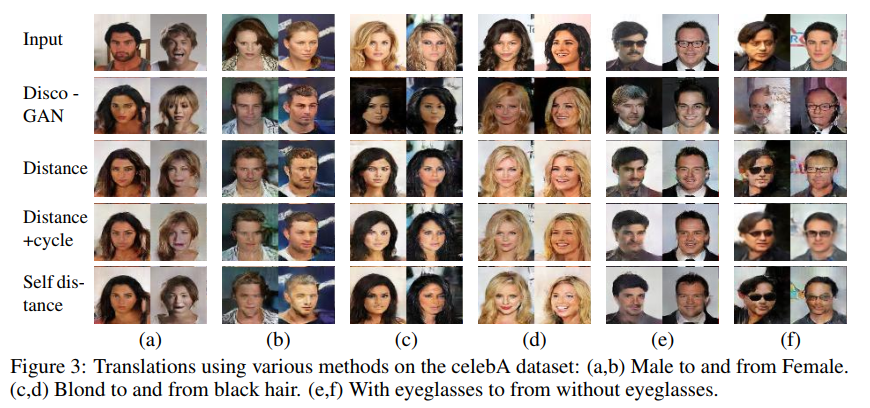 Input
Disco -
GAN
Distance
Distance
+cycle
Self dis-
tance
(a) (b) (c) (d) (e) (f)
Figure 3: Translations using various methods on the celebA dataset: (a,b) Male to and from Female.
(c,d) Blond to and from black hair. (e,f) With eyeglasses to from without eyeglasses.